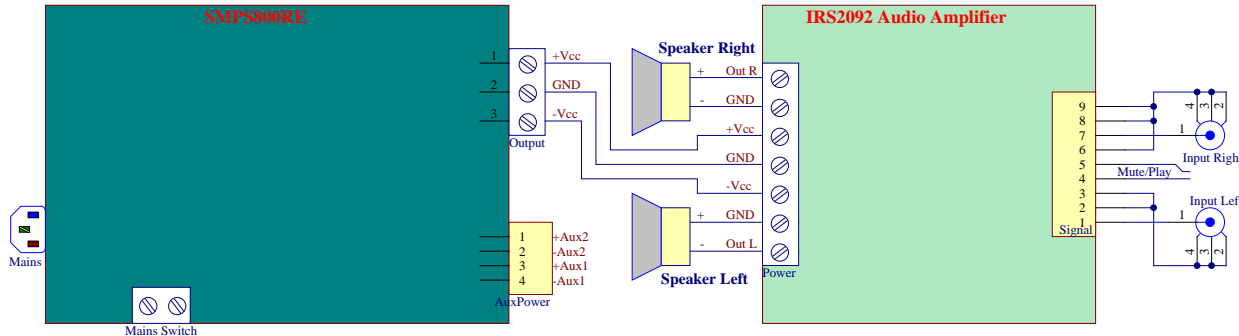 SMPS800RE
IRS2092 Audio Amplifier
1 +Vcc
2 GND
3 -Vcc
Output
Speaker Right
+ Out R
- GND
+Vcc
GND
-Vcc
+ GND
- Out L
Speaker Left
Power
9
8
7
6
5
4
3
2
1
Signal
4
3
2
1
Input Righ
Mute/Play
Input Lef
1
4
3
2
Mains
Mains Switch
1 +Aux2
2 -Aux2
3 +Aux1
4 -Aux1
AuxPower